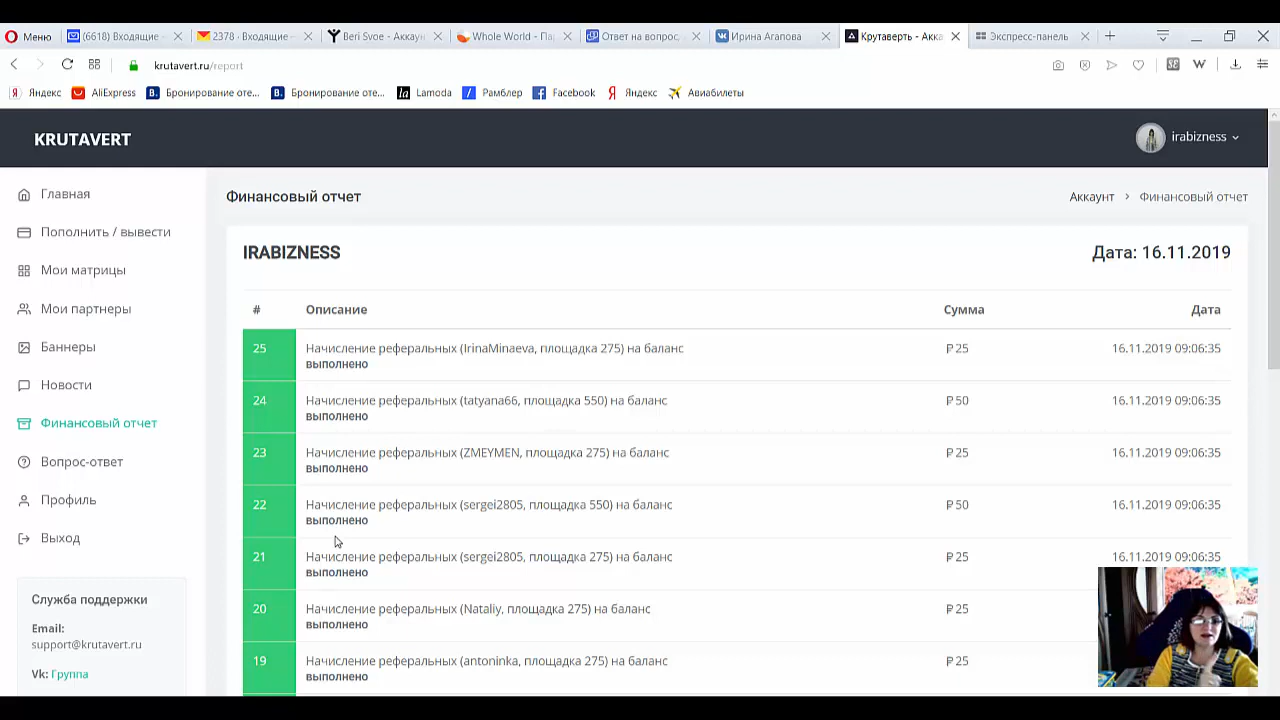 Меню
(6618) Входящие -
2378 · Входящие -
Beri Svoe - Аккаун
Whole World - Па
Ответ на вопрос.
Ирина Агапова
Крутаверть - Акка
Экспресс-панель
krutavert.ru/report
Яндекс
AliExpress
Бронирование оте...
Бронирование оте...
Lamoda
Рамблер
Facebook
Яндекс
Авиабилеты
KRUTAVERT
irabizness
Главная
Пополнить / вывести
Мои матрицы
Мои партнеры
Баннеры
Новости
Финансовый отчет
Вопрос-ответ
Профиль
Выход
Служба поддержки
Email:
support@krutavert.ru
Vk: Группа
Финансовый отчет
Аккаунт > Финансовый отчет
IRABIZNESS
Дата: 16.11.2019
# Описание Сумма Дата
25 Начисление реферальных (IrinaMinaeva, площадка 275) на баланс ₽25 16.11.2019 09:06:35
выполнено
24 Начисление реферальных (tatyana66, площадка 550) на баланс ₽50 16.11.2019 09:06:35
выполнено
23 Начисление реферальных (ZMEYMEN, площадка 275) на баланс ₽25 16.11.2019 09:06:35
выполнено
22 Начисление реферальных (sergei2805, площадка 550) на баланс ₽50 16.11.2019 09:06:35
выполнено
21 Начисление реферальных (sergei2805, площадка 275) на баланс ₽25 16.11.2019 09:06:35
выполнено
20 Начисление реферальных (Nataliy, площадка 275) на баланс ₽25
выполнено
19 Начисление реферальных (antoninka, площадка 275) на баланс ₽25
выполнено